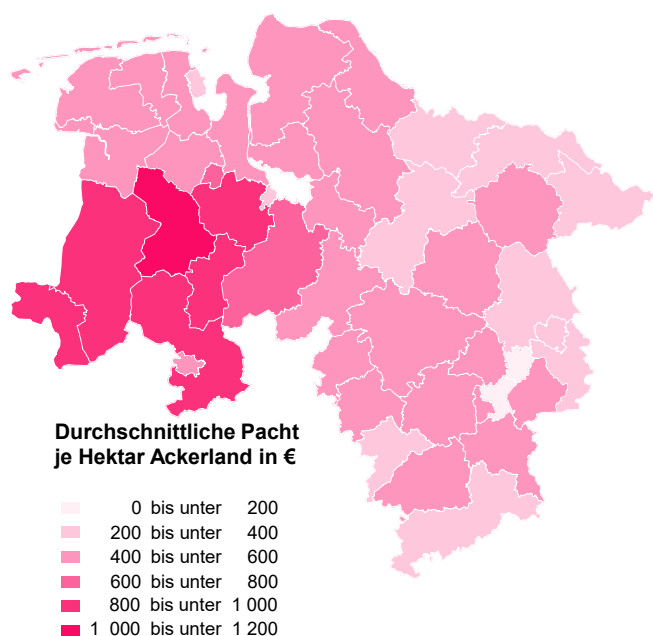 Durchschnittliche Pacht
je Hektar Ackerland in €
0 bis unter 200
200 bis unter 400
400 bis unter 600
600 bis unter 800
800 bis unter 1 000
1 000 bis unter 1 200